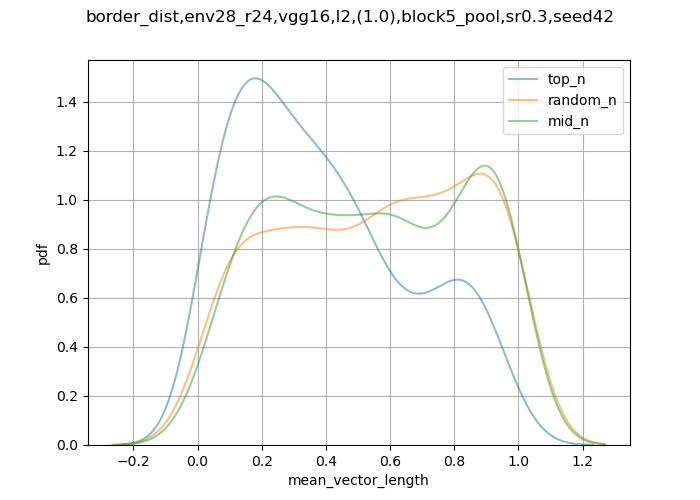 border_dist,env28_r24,vgg16,l2,(1.0),block5_pool,sr0.3,seed42
top_n
random_n
mid_n
pdf
1.4
1.2
1.0
0.8
0.6
0.4
0.2
0.0
−0.2
0.0
0.2
0.4
0.6
0.8
1.0
1.2
mean_vector_length